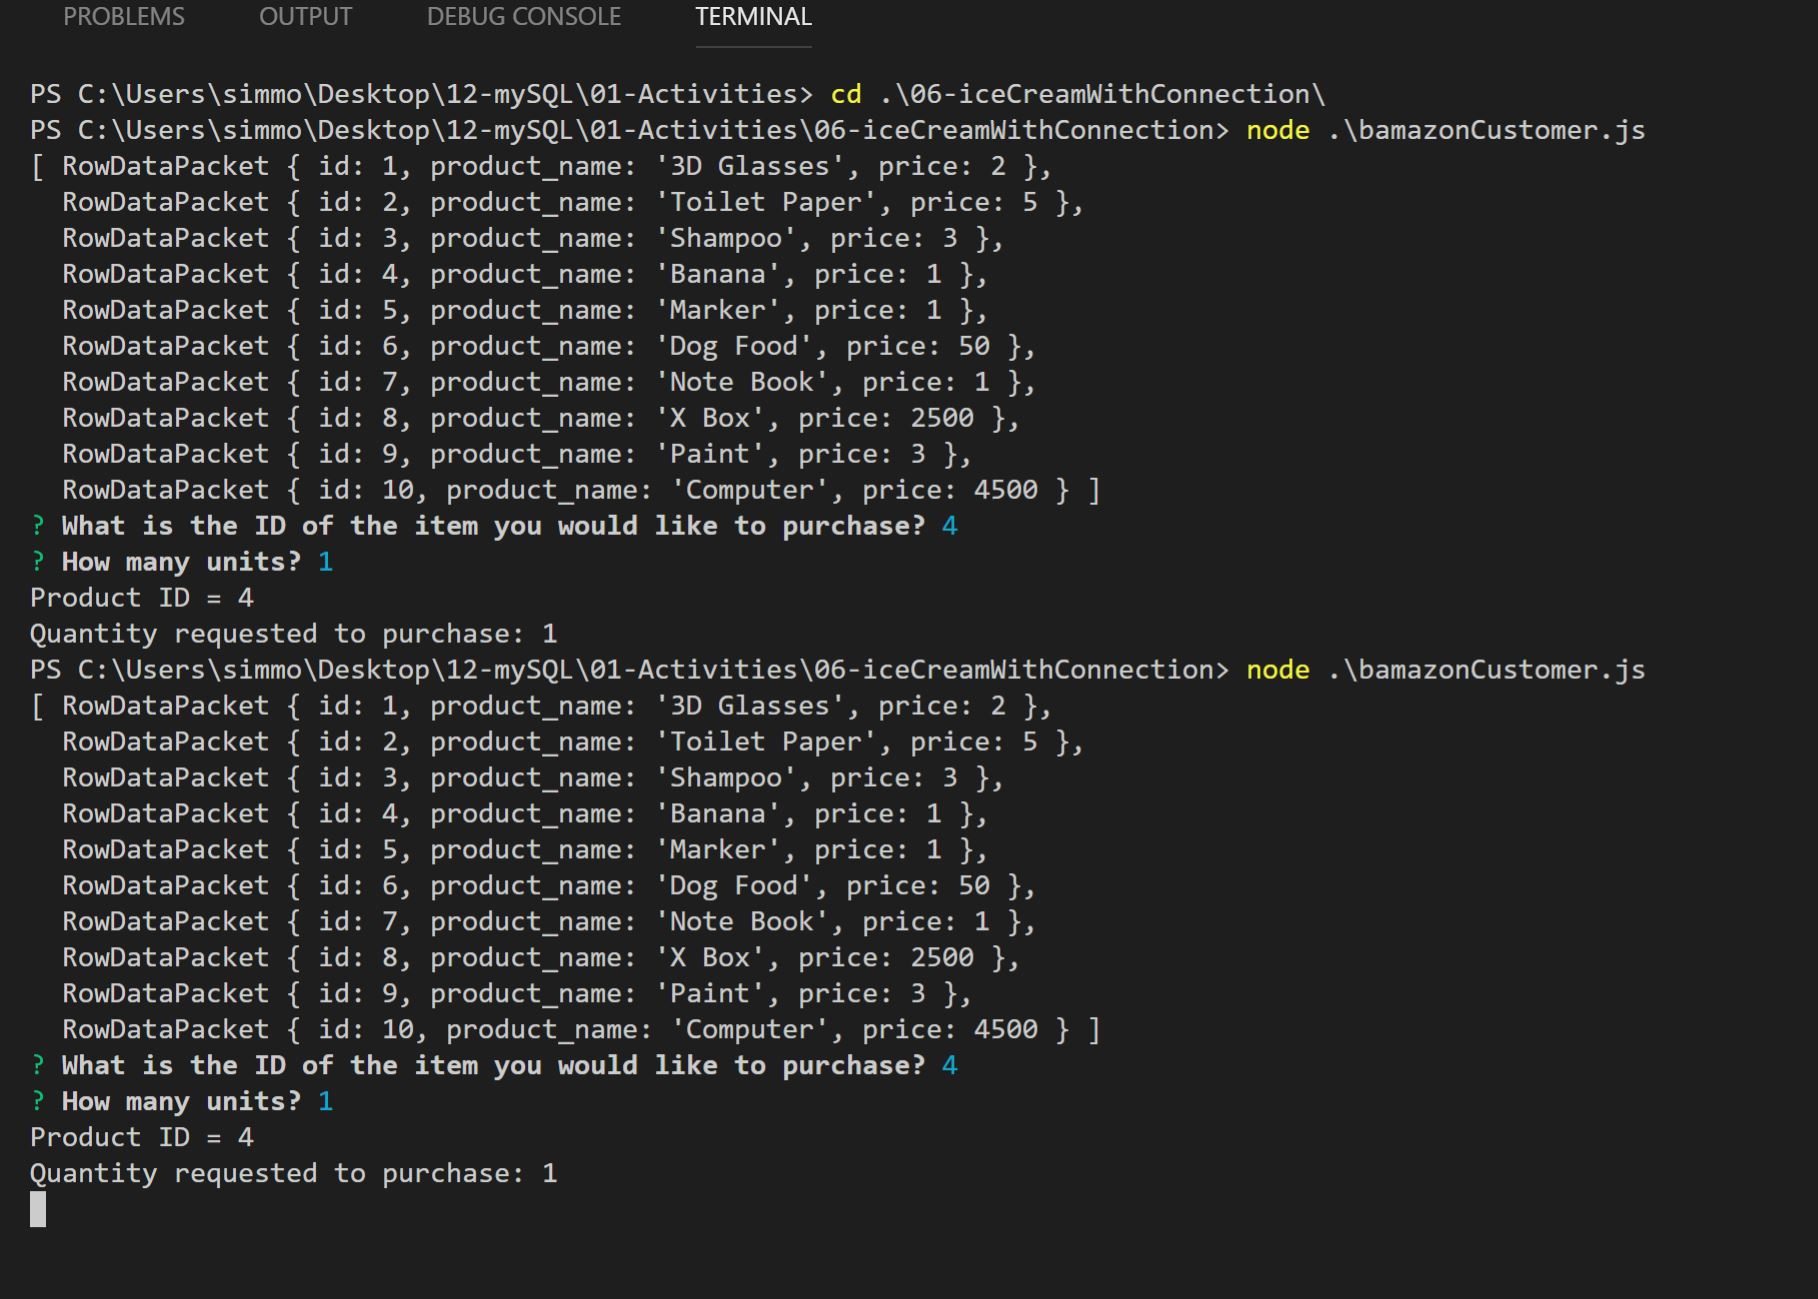 PROBLEMS OUTPUT DEBUG CONSOLE TERMINAL
PS C:\Users\simmo\Desktop\12-mySQL\01-Activities> cd .\06-iceCreamWithConnection\
PS C:\Users\simmo\Desktop\12-mySQL\01-Activities\06-iceCreamWithConnection> node .\bamazonCustomer.js
[ RowDataPacket { id: 1, product_name: '3D Glasses', price: 2 },
  RowDataPacket { id: 2, product_name: 'Toilet Paper', price: 5 },
  RowDataPacket { id: 3, product_name: 'Shampoo', price: 3 },
  RowDataPacket { id: 4, product_name: 'Banana', price: 1 },
  RowDataPacket { id: 5, product_name: 'Marker', price: 1 },
  RowDataPacket { id: 6, product_name: 'Dog Food', price: 50 },
  RowDataPacket { id: 7, product_name: 'Note Book', price: 1 },
  RowDataPacket { id: 8, product_name: 'X Box', price: 2500 },
  RowDataPacket { id: 9, product_name: 'Paint', price: 3 },
  RowDataPacket { id: 10, product_name: 'Computer', price: 4500 } ]
? What is the ID of the item you would like to purchase? 4
? How many units? 1
Product ID = 4
Quantity requested to purchase: 1
PS C:\Users\simmo\Desktop\12-mySQL\01-Activities\06-iceCreamWithConnection> node .\bamazonCustomer.js
[ RowDataPacket { id: 1, product_name: '3D Glasses', price: 2 },
  RowDataPacket { id: 2, product_name: 'Toilet Paper', price: 5 },
  RowDataPacket { id: 3, product_name: 'Shampoo', price: 3 },
  RowDataPacket { id: 4, product_name: 'Banana', price: 1 },
  RowDataPacket { id: 5, product_name: 'Marker', price: 1 },
  RowDataPacket { id: 6, product_name: 'Dog Food', price: 50 },
  RowDataPacket { id: 7, product_name: 'Note Book', price: 1 },
  RowDataPacket { id: 8, product_name: 'X Box', price: 2500 },
  RowDataPacket { id: 9, product_name: 'Paint', price: 3 },
  RowDataPacket { id: 10, product_name: 'Computer', price: 4500 } ]
? What is the ID of the item you would like to purchase? 4
? How many units? 1
Product ID = 4
Quantity requested to purchase: 1